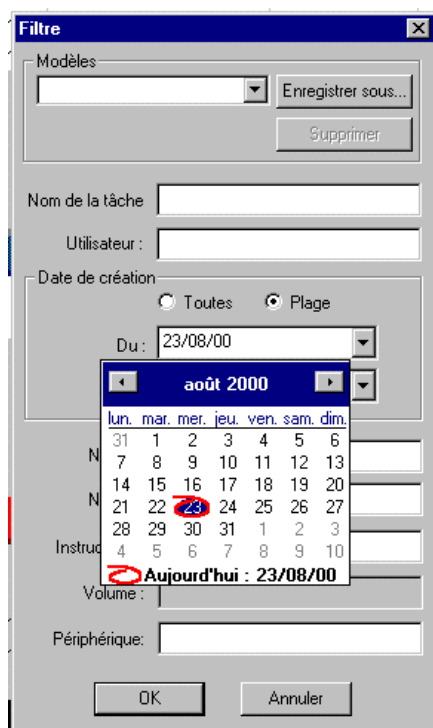 Filtre
Modèles
Enregistrer sous...
Supprimer
Nom de la tâche
Utilisateur :
Date de création
Toutes Plage
Du : 23/08/00
août 2000
lun. mar. mer. jeu. ven. sam. dim.
31 1 2 3 4 5 6
7 8 9 10 11 12 13
N
14 15 16 17 18 19 20
N
21 22 23 24 25 26 27
28 29 30 31 1 2 3
Instruc
4 5 6 7 8 9 10
Aujourd'hui : 23/08/00
Volume :
Périphérique:
OK Annuler